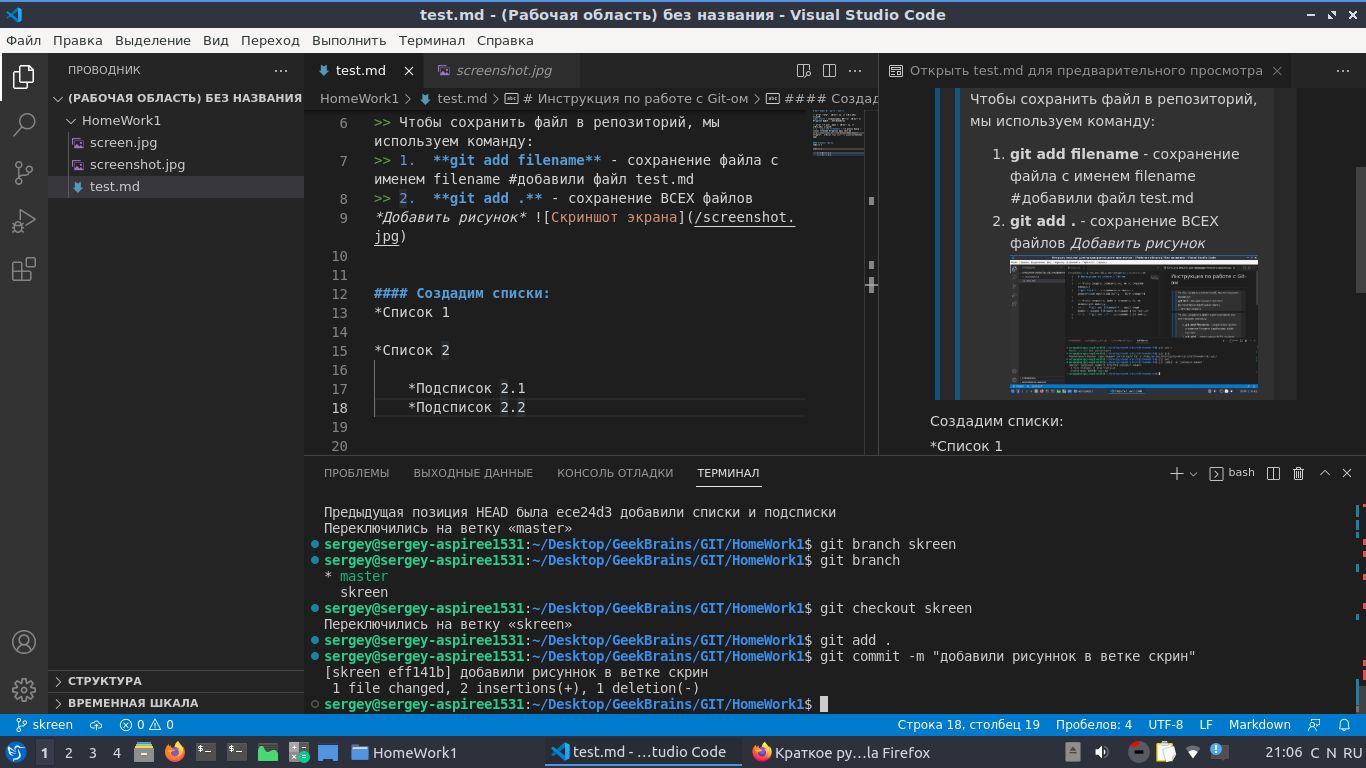 test.md - (Рабочая область) без названия - Visual Studio Code
Файл Правка Выделение Вид Переход Выполнить Терминал Справка
ПРОВОДНИК
(РАБОЧАЯ ОБЛАСТЬ) БЕЗ НАЗВАНИЯ
HomeWork1
screen.jpg
screenshot.jpg
test.md
СТРУКТУРА
ВРЕМЕННАЯ ШКАЛА
test.md
screenshot.jpg
HomeWork1 > test.md > # Инструкция по работе с Git-ом > #### Создад
6 >> Чтобы сохранить файл в репозиторий, мы
используем команду:
7 >> 1. **git add filename** - сохранение файла с
именем filename #добавили файл test.md
8 >> 2. **git add .** - сохранение ВСЕХ файлов
9 *Добавить рисунок* ![Скриншот экрана](/screenshot.
jpg)
10
11
12 #### Создадим списки:
13 *Список 1
14
15 *Список 2
16
17 *Подсписок 2.1
18 *Подсписок 2.2
19
20
Открыть test.md для предварительного просмотра
Чтобы сохранить файл в репозиторий,
мы используем команду:
1. git add filename - сохранение
файла с именем filename
#добавили файл test.md
2. git add . - сохранение ВСЕХ
файлов Добавить рисунок
Создадим списки:
*Список 1
ПРОБЛЕМЫ ВЫХОДНЫЕ ДАННЫЕ КОНСОЛЬ ОТЛАДКИ ТЕРМИНАЛ
bash
Предыдущая позиция HEAD была ece24d3 добавили списки и подсписки
Переключились на ветку «master»
sergey@sergey-aspiree1531:~/Desktop/GeekBrains/GIT/HomeWork1$ git branch skreen
sergey@sergey-aspiree1531:~/Desktop/GeekBrains/GIT/HomeWork1$ git branch
* master
skreen
sergey@sergey-aspiree1531:~/Desktop/GeekBrains/GIT/HomeWork1$ git checkout skreen
Переключились на ветку «skreen»
sergey@sergey-aspiree1531:~/Desktop/GeekBrains/GIT/HomeWork1$ git add .
sergey@sergey-aspiree1531:~/Desktop/GeekBrains/GIT/HomeWork1$ git commit -m "добавили рисуннок в ветке скрин"
[skreen eff141b] добавили рисуннок в ветке скрин
1 file changed, 2 insertions(+), 1 deletion(-)
sergey@sergey-aspiree1531:~/Desktop/GeekBrains/GIT/HomeWork1$
skreen 0 0 Строка 18, столбец 19 Пробелов: 4 UTF-8 LF Markdown
1 2 3 4 HomeWork1 test.md - ...tudio Code Краткое ру...la Firefox 21:06 C N RU